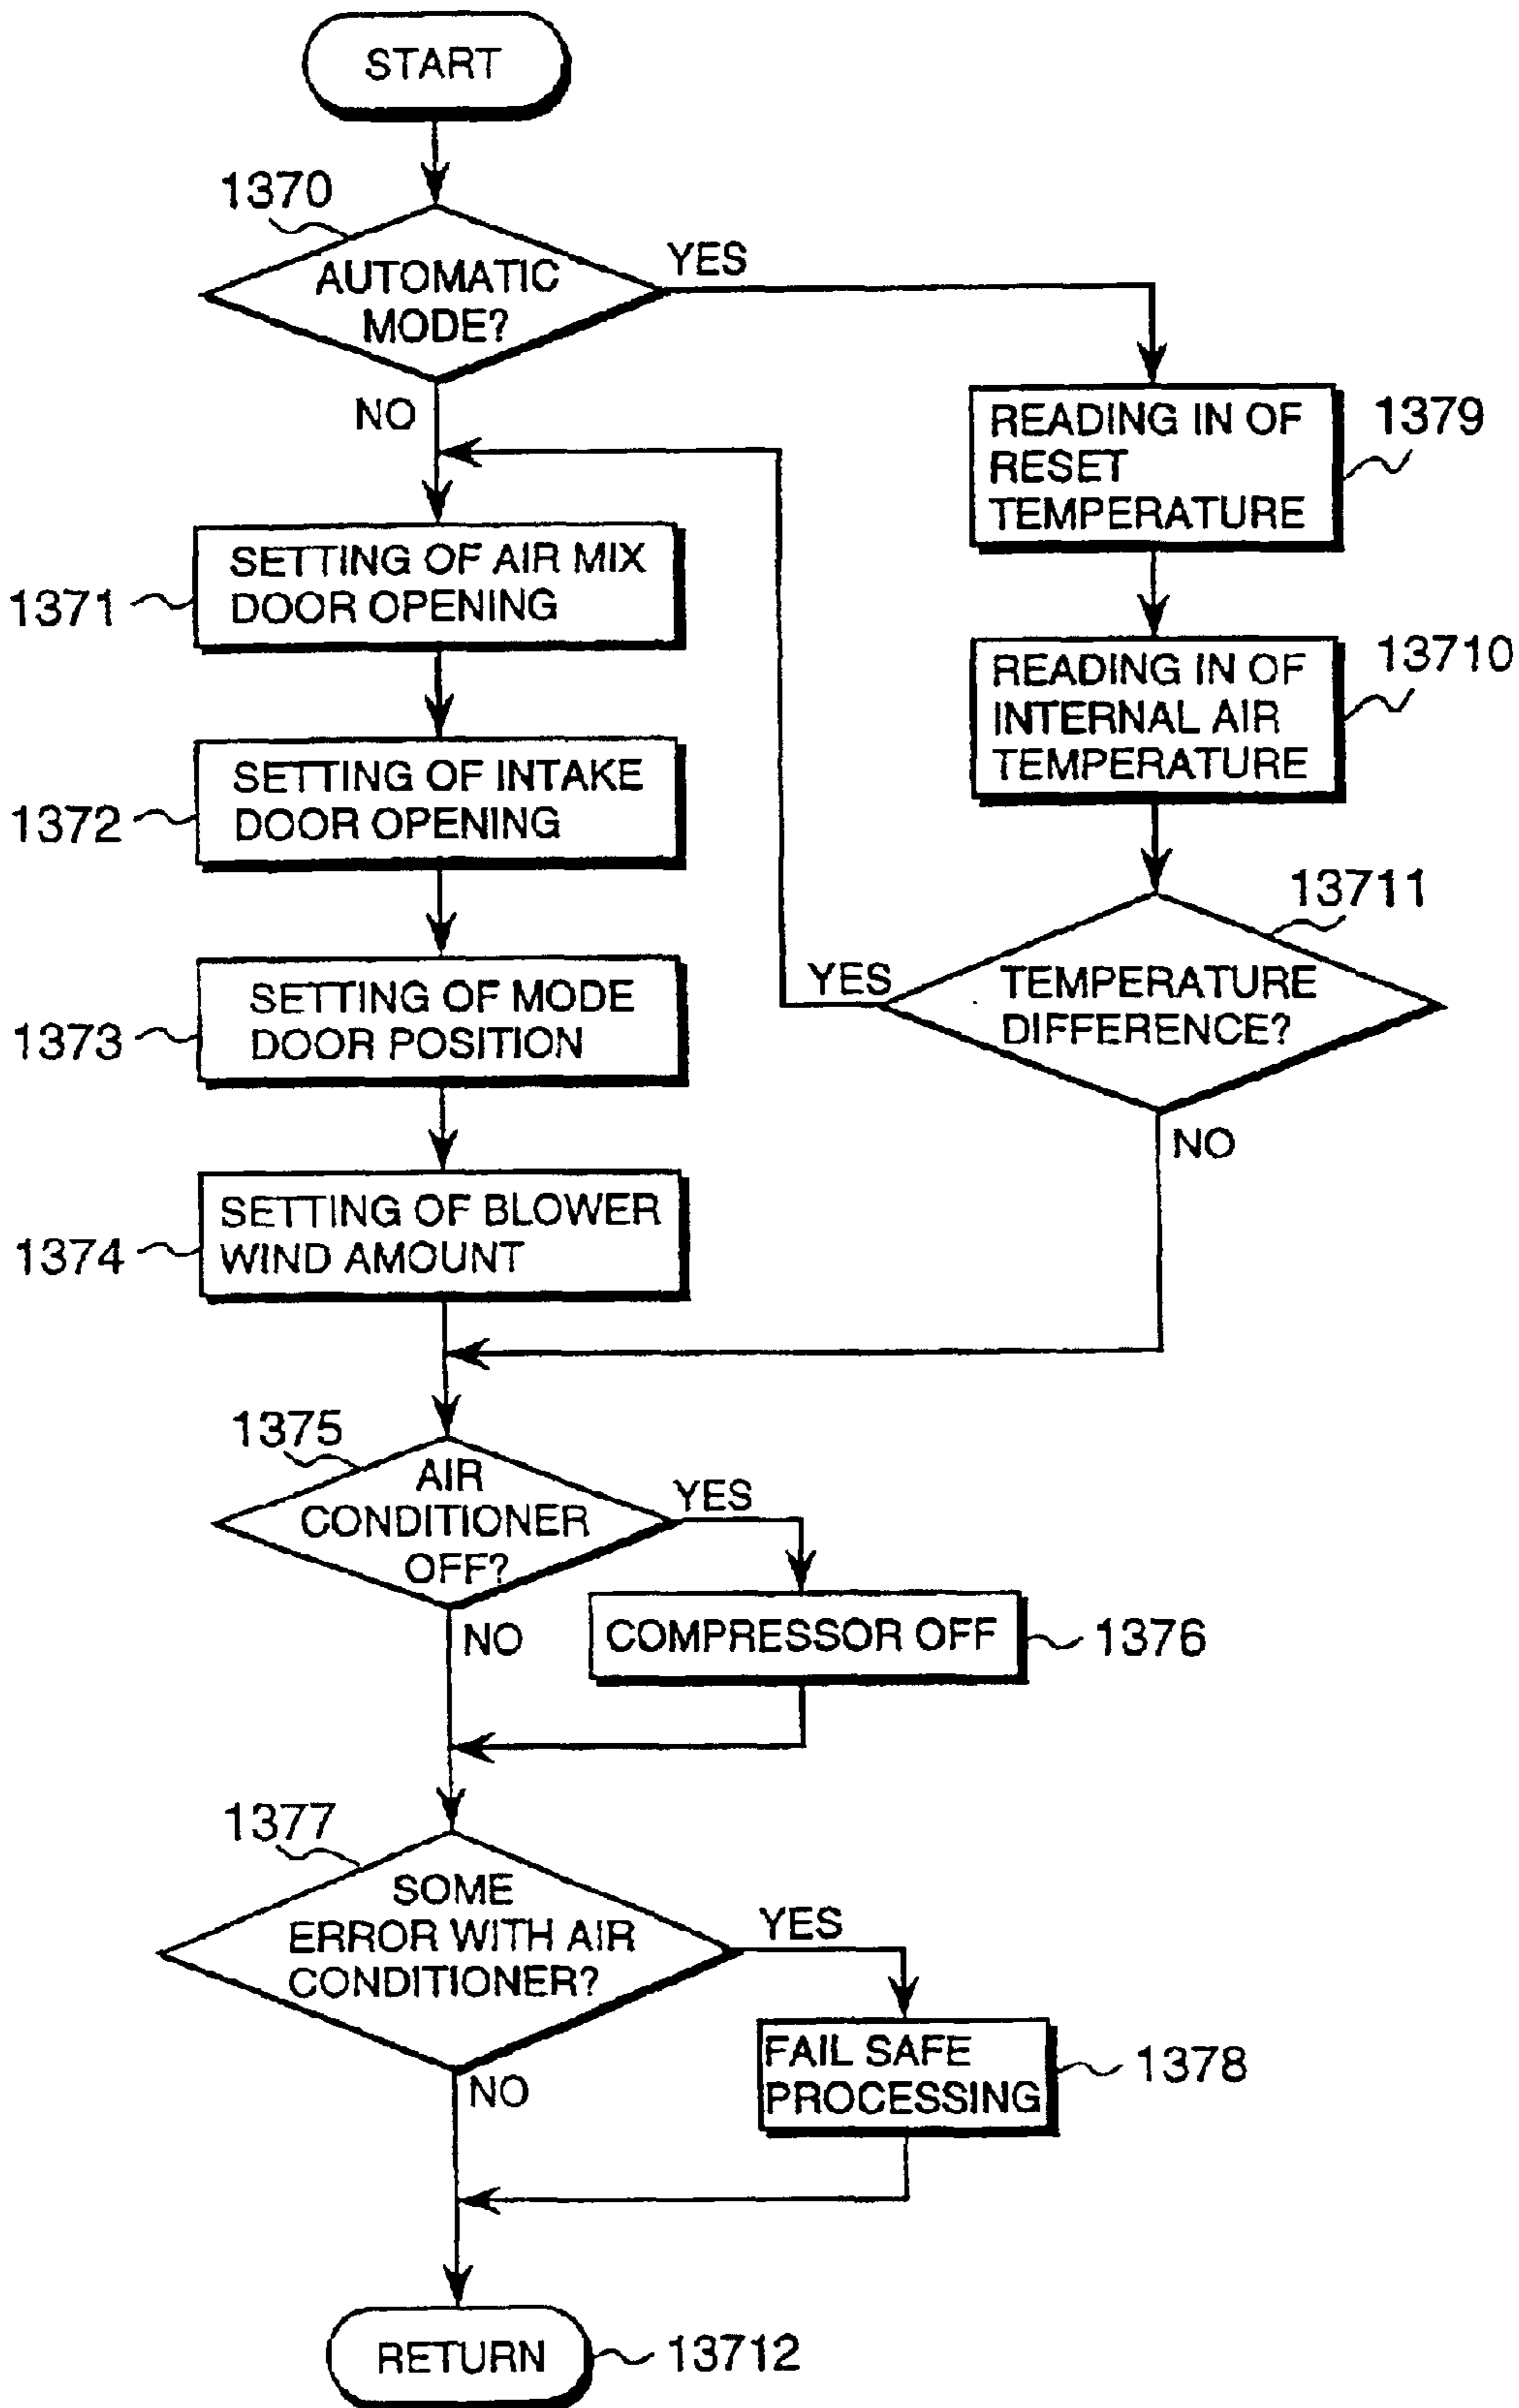 START
1370
AUTOMATIC
MODE?
YES
NO
READING IN OF
RESET
TEMPERATURE
1379
SETTING OF AIR MIX
DOOR OPENING
1371
READING IN OF
INTERNAL AIR
TEMPERATURE
13710
SETTING OF INTAKE
DOOR OPENING
1372
13711
TEMPERATURE
DIFFERENCE?
YES
NO
SETTING OF MODE
DOOR POSITION
1373
SETTING OF BLOWER
WIND AMOUNT
1374
1375
AIR
CONDITIONER
OFF?
YES
NO
COMPRESSOR OFF
1376
1377
SOME
ERROR WITH AIR
CONDITIONER?
YES
NO
FAIL SAFE
PROCESSING
1378
RETURN
13712